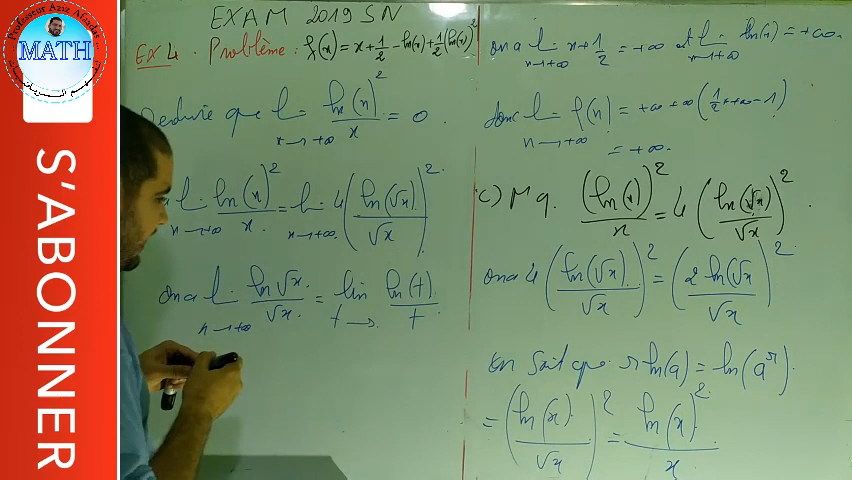 Professeur Aziz Afaadas
MATH
S'ABONNER
EXAM 2019 SN
EX 4. Problème : f(x) = x + 1/2 - ln(x) + 1/2 (ln(x))²
Deduire que lim x→+∞ ln(x)²/x = 0
lim x→+∞ ln(x)²/x = lim x→+∞ 4 (ln(√x)/√x)²
on a lim x→+∞ ln √x/√x = lim t→ ln(t)/t
on a lim x→+∞ x + 1/2 = +∞ et lim x→+∞ ln(x) = +∞
donc lim x→+∞ f(x) = +∞ + ∞ (1/2 × +∞ - 1)
= +∞.
C) Mq. (ln(x))²/x = 4 (ln(√x)/√x)²
on a 4 (ln(√x)/√x)² = (2 ln(√x)/√x)²
on sait que r ln(a) = ln(a^r).
= (ln(x)/√x)² = ln(x)²/x